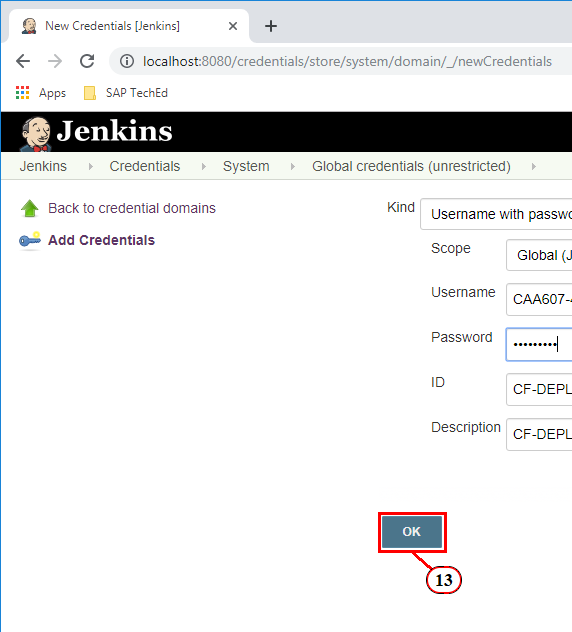 New Credentials [Jenkins]
localhost:8080/credentials/store/system/domain/_/newCredentials
Apps SAP TechEd
Jenkins
Jenkins Credentials System Global credentials (unrestricted)
Back to credential domains
Add Credentials
Kind Username with passwo
Scope Global (J
Username CAA607-
Password •••••••••
ID CF-DEPL
Description CF-DEPL
OK
13